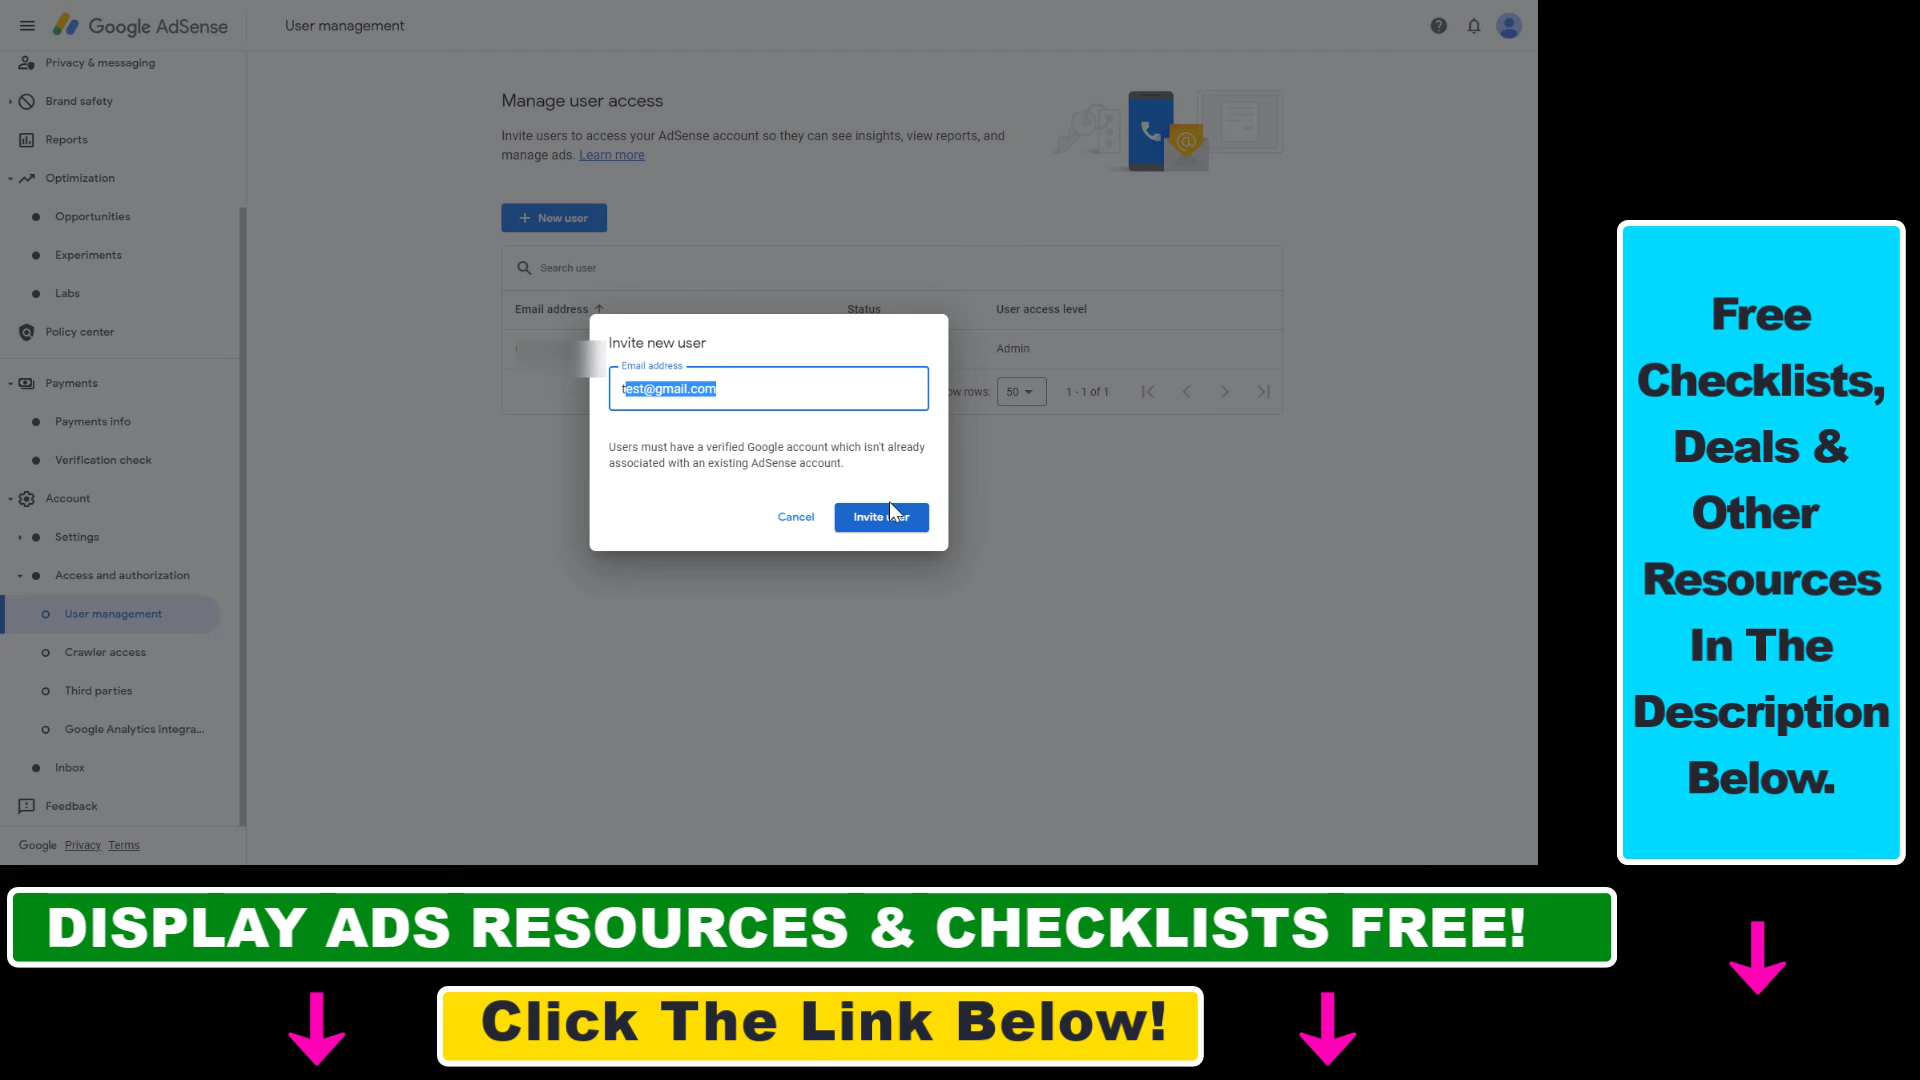 Google AdSense
User management
Privacy & messaging
Brand safety
Reports
Optimization
Opportunities
Experiments
Labs
Policy center
Payments
Payments info
Verification check
Account
Settings
Access and authorization
User management
Crawler access
Third parties
Google Analytics integra...
Inbox
Feedback
Google Privacy Terms
Manage user access
Invite users to access your AdSense account so they can see insights, view reports, and
manage ads. Learn more
+ New user
Search user
Email address
Status
User access level
Admin
rows: 50 1 - 1 of 1
Invite new user
Email address
test@gmail.com
Users must have a verified Google account which isn't already
associated with an existing AdSense account.
Cancel
Invite
Free
Checklists,
Deals &
Other
Resources
In The
Description
Below.
DISPLAY ADS RESOURCES & CHECKLISTS FREE!
Click The Link Below!